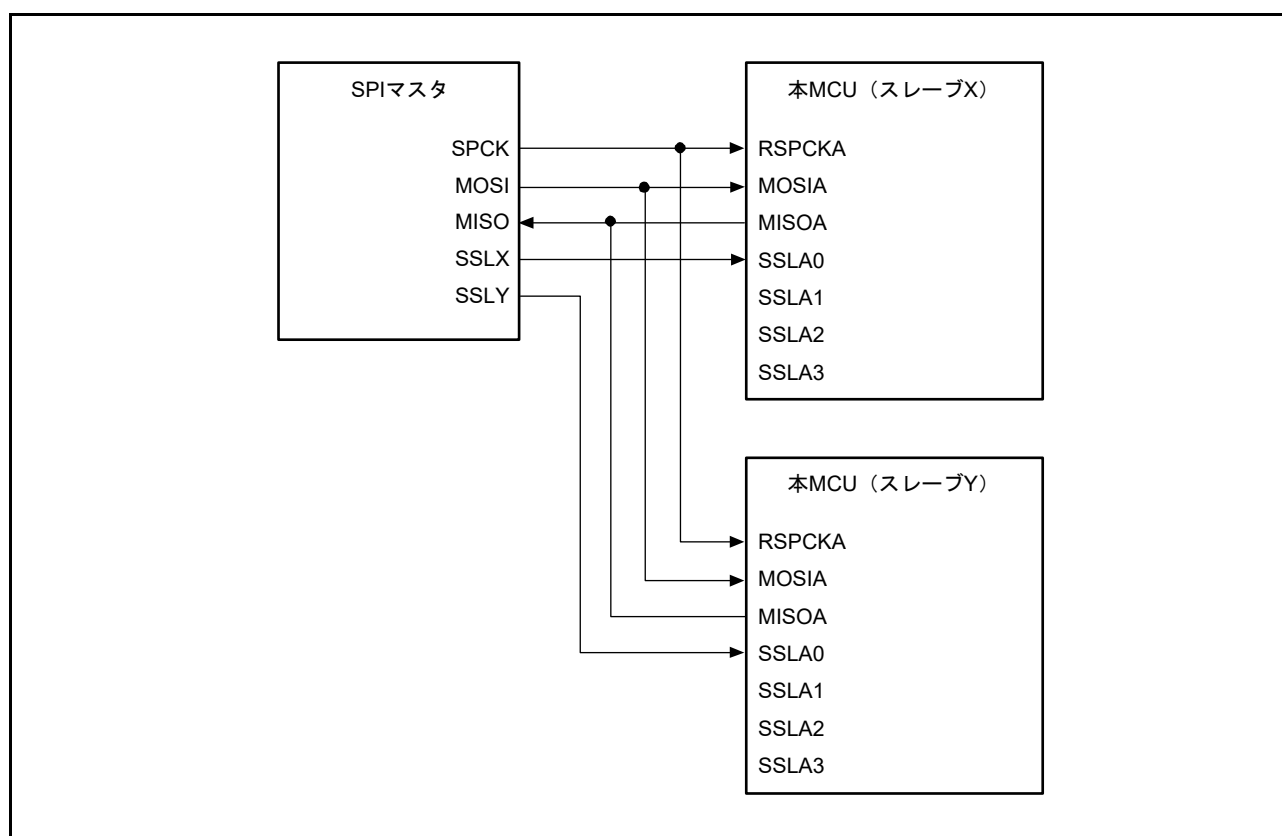 SPIマスタ
SPCK
MOSI
MISO
SSLX
SSLY
本MCU（スレーブX）
RSPCKA
MOSIA
MISOA
SSLA0
SSLA1
SSLA2
SSLA3
本MCU（スレーブY）
RSPCKA
MOSIA
MISOA
SSLA0
SSLA1
SSLA2
SSLA3